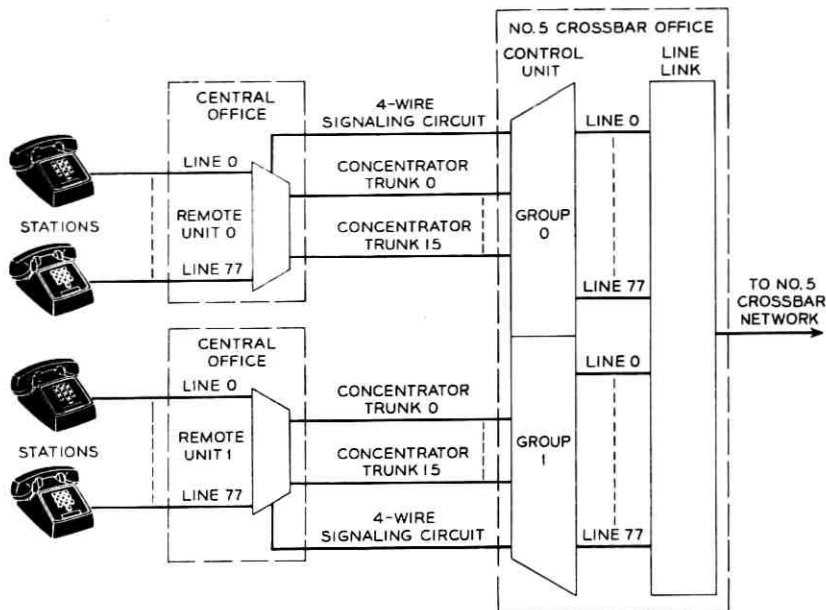 NO. 5 CROSSBAR OFFICE
CONTROL
UNIT
LINE
LINK
CENTRAL
OFFICE
4-WIRE
SIGNALING CIRCUIT
LINE 0
LINE 0
CONCENTRATOR
TRUNK 0
STATIONS
REMOTE
UNIT 0
CONCENTRATOR
TRUNK 15
GROUP
0
LINE 77
LINE 77
TO NO. 5
CROSSBAR
NETWORK
CENTRAL
OFFICE
LINE 0
LINE 0
CONCENTRATOR
TRUNK 0
STATIONS
REMOTE
UNIT 1
CONCENTRATOR
TRUNK 15
GROUP
1
LINE 77
4-WIRE
SIGNALING CIRCUIT
LINE 77